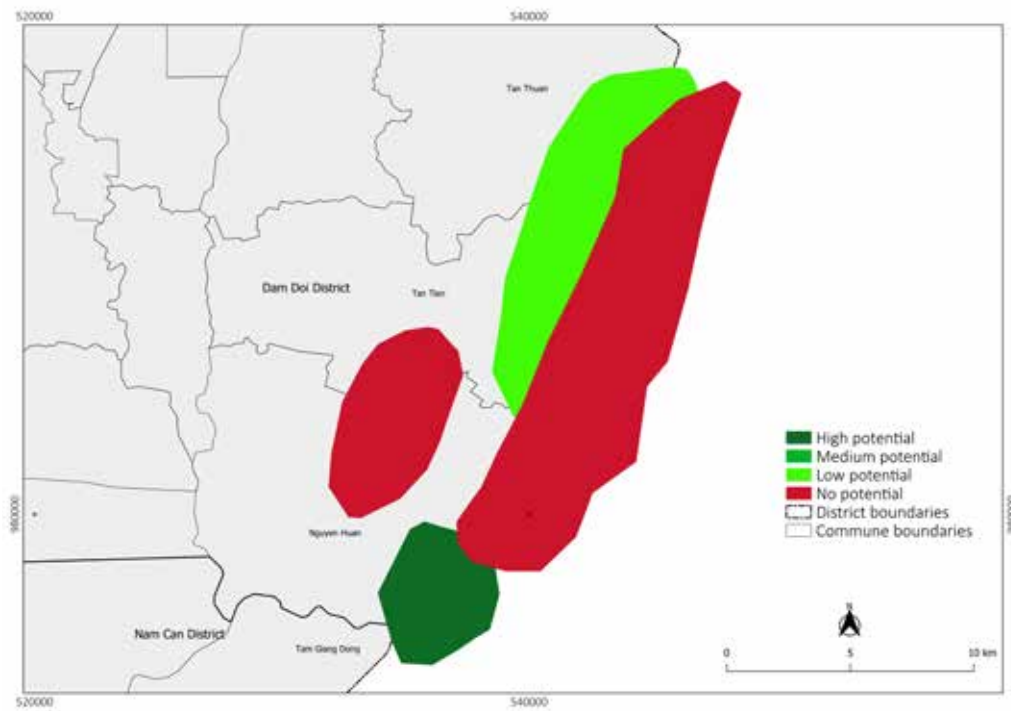 520000
540000
Tan Thuan
Dam Doi District
Tan Tien
High potential
Medium potential
Low potential
No potential
980000
District boundaries
Nguyen Huan
Commune boundaries
N
Nam Can District
Tam Giang Dong
0
5
10 km
520000
540000